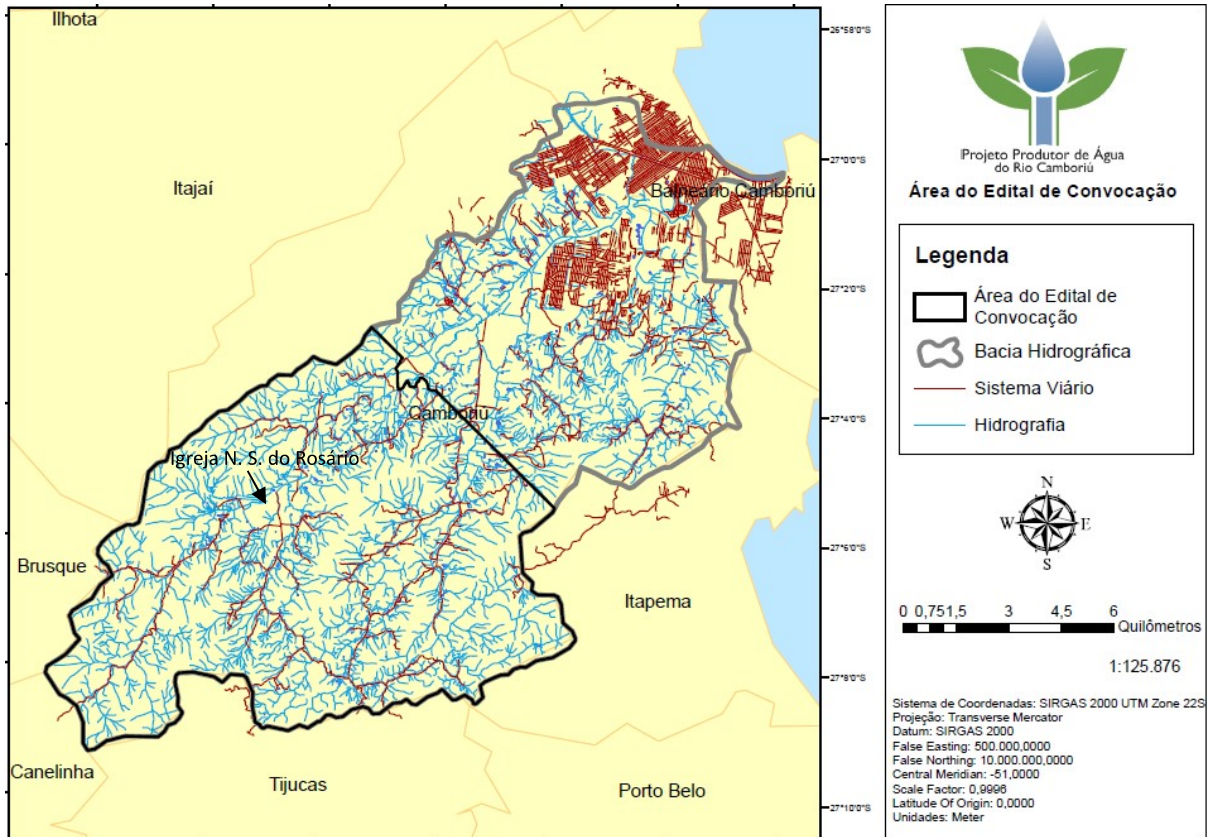 Ilhota
Itajaí
Balneário Camboriú
Camboriú
Igreja N. S. do Rosário
Brusque
Itapema
Canelinha
Tijucas
Porto Belo
26°58'0"S
27°0'0"S
27°2'0"S
27°4'0"S
27°6'0"S
27°8'0"S
27°10'0"S
Projeto Produtor de Água
do Rio Camboriú
Área do Edital de Convocação
Legenda
Área do Edital de
Convocação
Bacia Hidrográfica
Sistema Viário
Hidrografia
N
W E
S
0 0,75 1,5 3 4,5 6
Quilômetros
1:125.876
Sistema de Coordenadas: SIRGAS 2000 UTM Zone 22S
Projeção: Transverse Mercator
Datum: SIRGAS 2000
False Easting: 500.000,0000
False Northing: 10.000.000,0000
Central Meridian: -51,0000
Scale Factor: 0,9996
Latitude Of Origin: 0,0000
Unidades: Meter